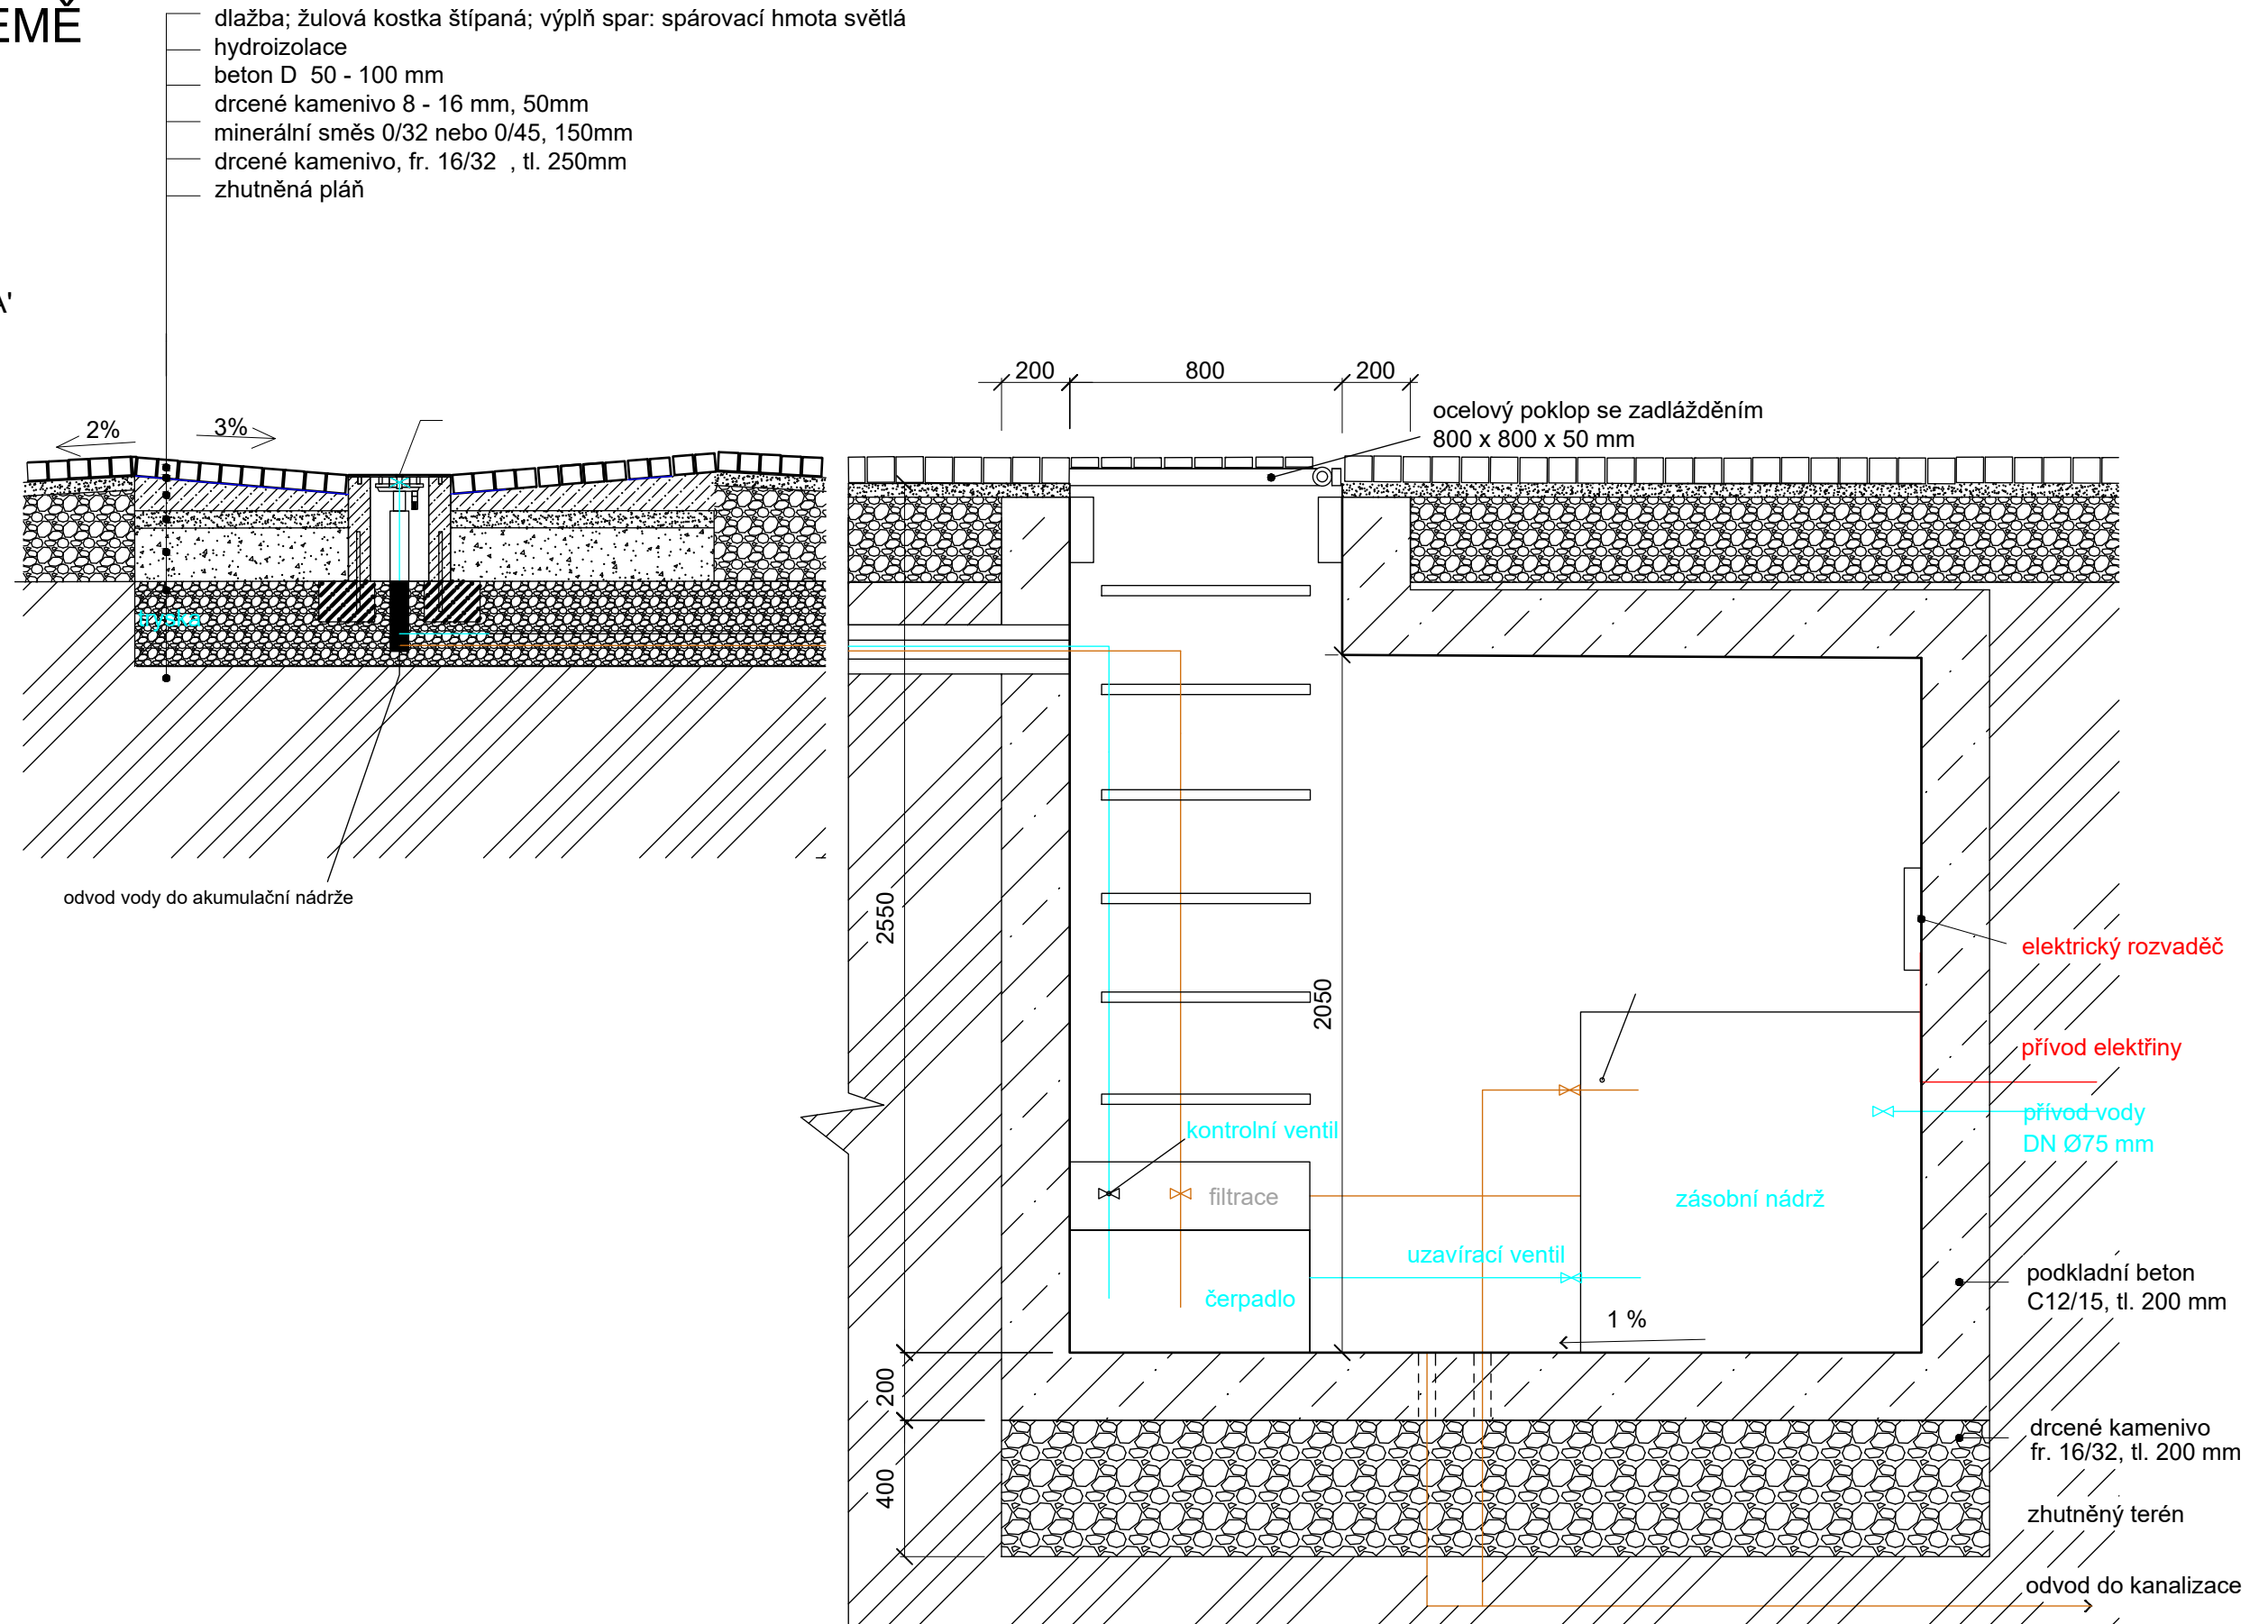 EMĚ
dlažba; žulová kostka štípaná; výplň spar: spárovací hmota světlá
hydroizolace
beton D  50 - 100 mm
drcené kamenivo 8 - 16 mm, 50mm
minerální směs 0/32 nebo 0/45, 150mm
drcené kamenivo, fr. 16/32  , tl. 250mm
zhutněná pláň
A'
200
800
200
ocelový poklop se zadlážděním
800 x 800 x 50 mm
2%
3%
tryska
odvod vody do akumulační nádrže
2550
2050
elektrický rozvaděč
přívod elektřiny
přívod vody
DN Ø75 mm
kontrolní ventil
filtrace
zásobní nádrž
uzavírací ventil
čerpadlo
1 %
podkladní beton
C12/15, tl. 200 mm
200
400
drcené kamenivo
fr. 16/32, tl. 200 mm
zhutněný terén
odvod do kanalizace